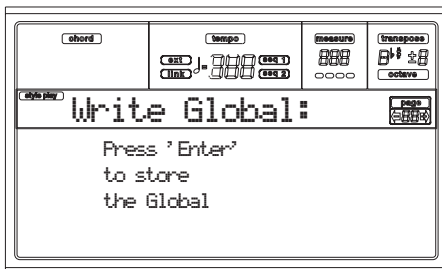 chord tempo measure transpose
ext seq 1
link seq 2
octave
style play page
Write Global:
Press 'Enter'
to store
the Global